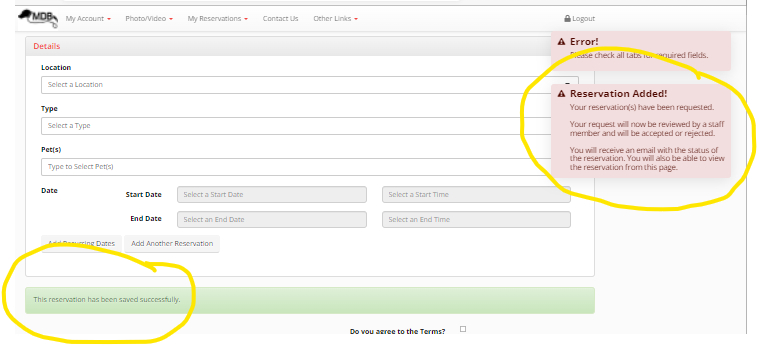 MDB My Account Photo/Video My Reservations Contact Us Other Links Logout
Details
Error!
Please check all tabs for required fields.
Location
Select a Location
Reservation Added!
Your reservation(s) have been requested.
Type
Select a Type
Your request will now be reviewed by a staff
member and will be accepted or rejected.
Pet(s)
Type to Select Pet(s)
You will receive an email with the status of
the reservation. You will also be able to view
the reservation from this page.
Date Start Date Select a Start Date Select a Start Time
End Date Select an End Date Select an End Time
Add Recurring Dates Add Another Reservation
This reservation has been saved successfully.
Do you agree to the Terms?